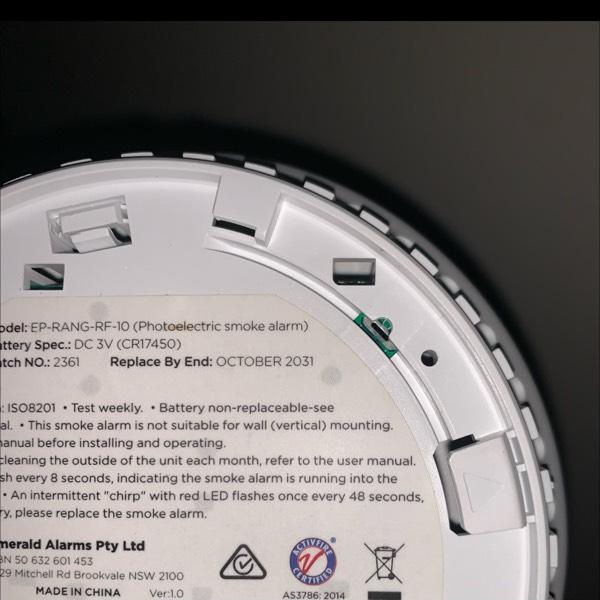 odel: EP-RANG-RF-10 (Photoelectric smoke alarm)
attery Spec.: DC 3V (CR17450)
atch NO.: 2361 Replace By End: OCTOBER 2031
: ISO8201 • Test weekly. • Battery non-replaceable-see
al. • This smoke alarm is not suitable for wall (vertical) mounting.
anual before installing and operating.
cleaning the outside of the unit each month, refer to the user manual.
sh every 8 seconds, indicating the smoke alarm is running into the
• An intermittent "chirp" with red LED flashes once every 48 seconds,
ry, please replace the smoke alarm.
merald Alarms Pty Ltd
BN 50 632 601 453
29 Mitchell Rd Brookvale NSW 2100
MADE IN CHINA Ver:1.0
ACTIVFIRE
CERTIFIED
AS3786: 2014